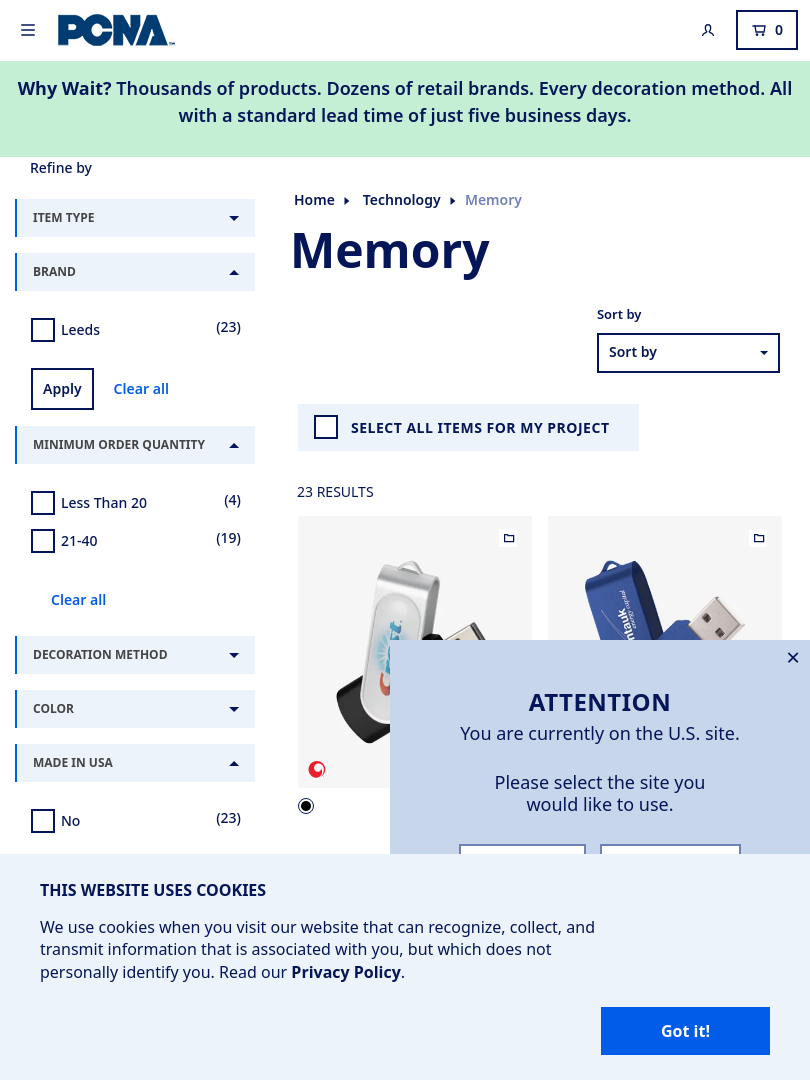 PCNA
0
Why Wait? Thousands of products. Dozens of retail brands. Every decoration method. All
with a standard lead time of just five business days.
Refine by
ITEM TYPE
BRAND
Leeds (23)
Apply Clear all
MINIMUM ORDER QUANTITY
Less Than 20 (4)
21-40 (19)
Clear all
DECORATION METHOD
COLOR
MADE IN USA
No (23)
Home Technology Memory
Memory
Sort by
Sort by
SELECT ALL ITEMS FOR MY PROJECT
23 RESULTS
ntauk
energy capital
ATTENTION
You are currently on the U.S. site.
Please select the site you
would like to use.
THIS WEBSITE USES COOKIES
We use cookies when you visit our website that can recognize, collect, and
transmit information that is associated with you, but which does not
personally identify you. Read our Privacy Policy.
Got it!